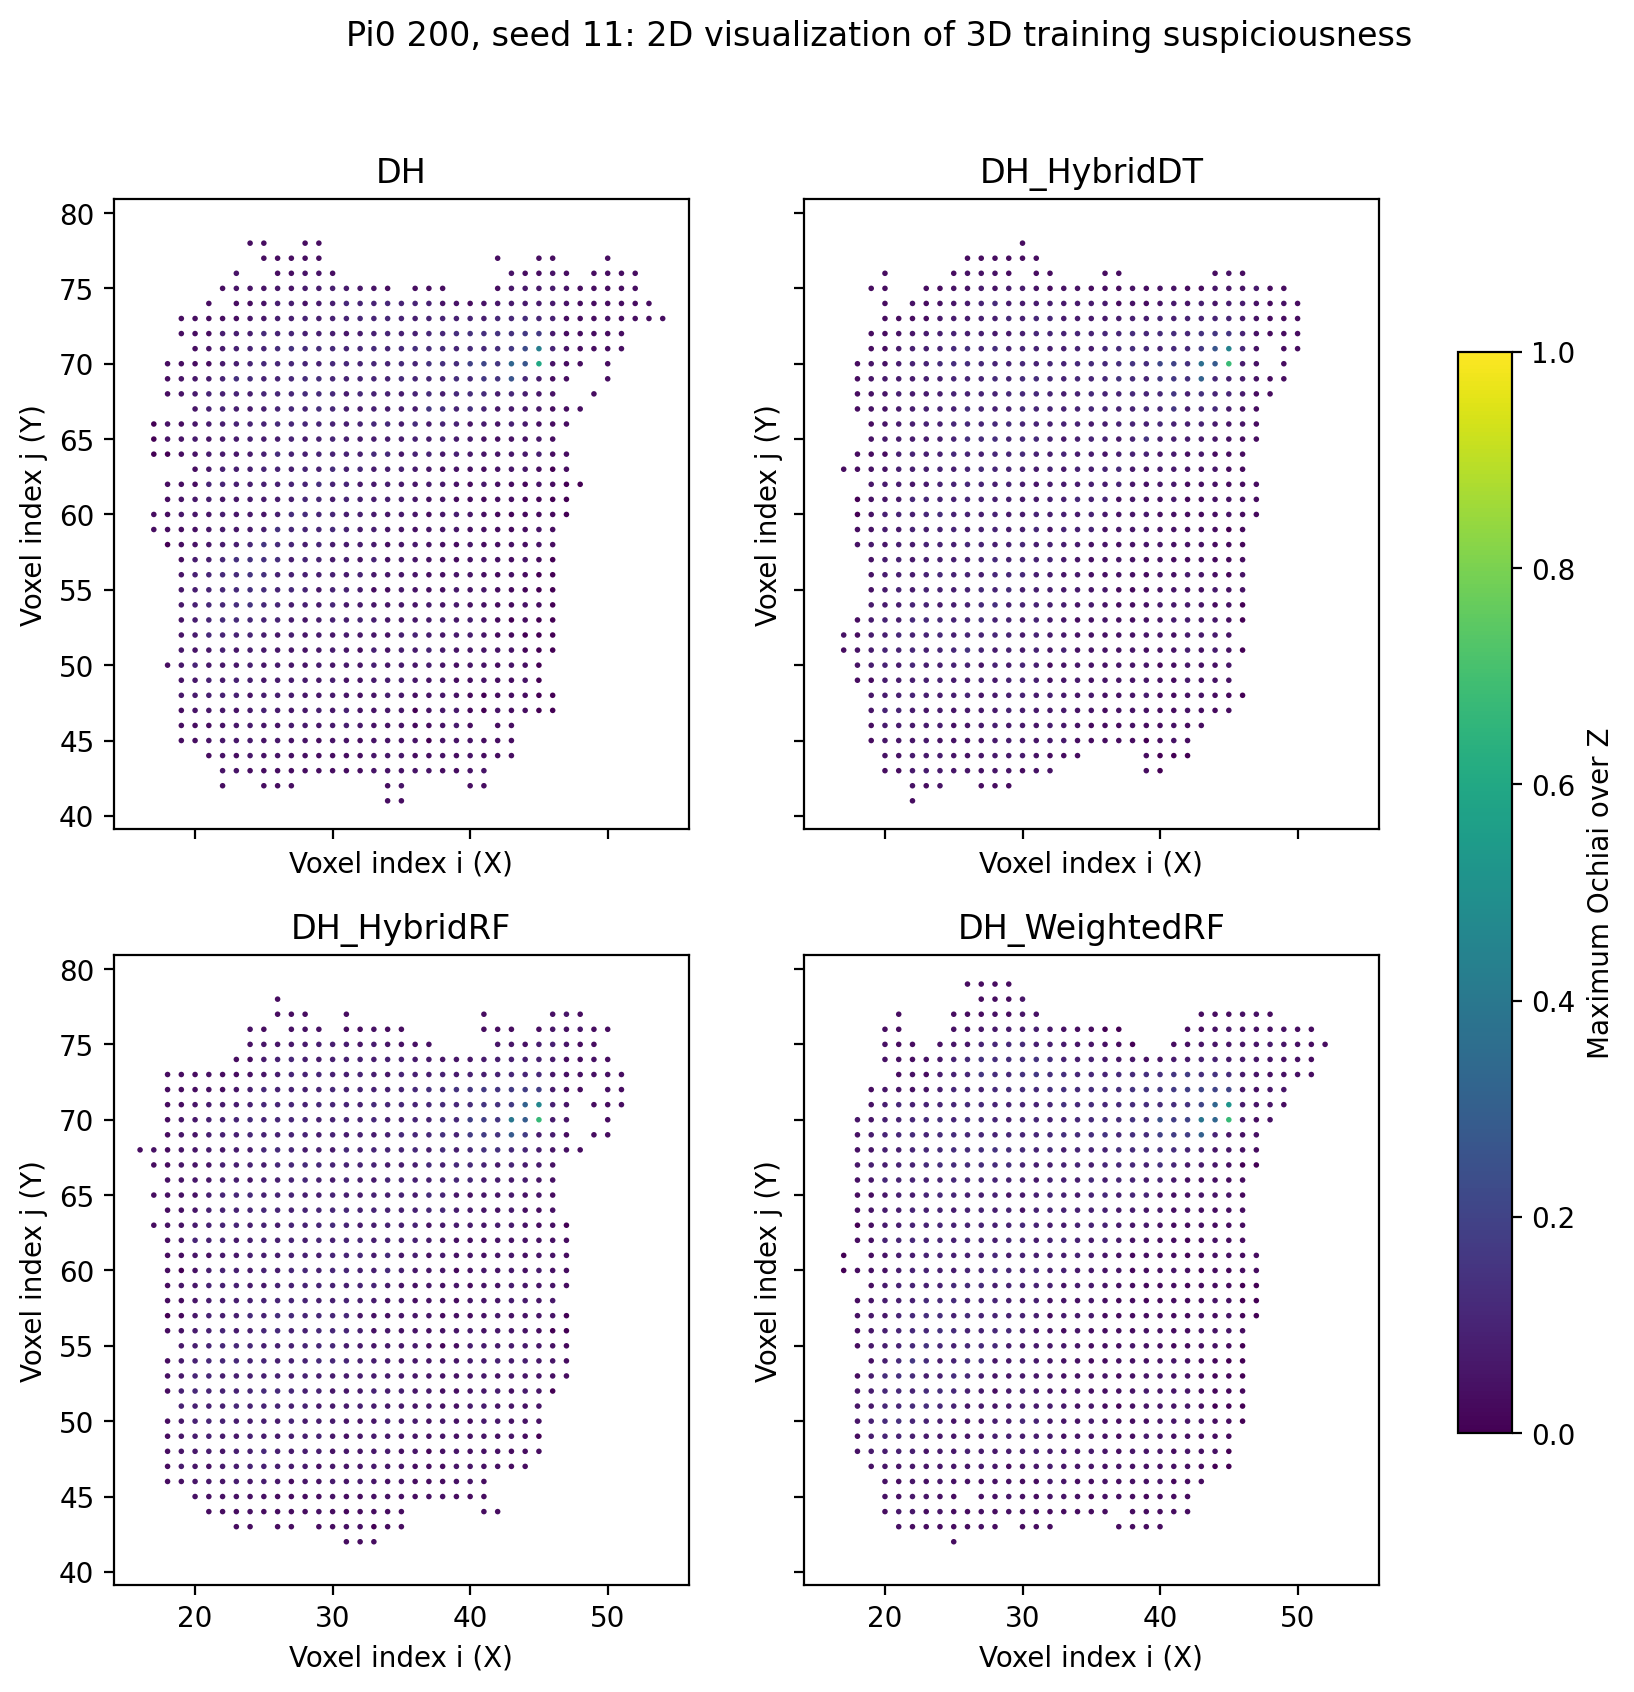 Pi0 200, seed 11: 2D visualization of 3D training suspiciousness
DH
DH_HybridDT
80
75
70
65
60
55
50
45
40
Voxel index j (Y)
Voxel index j (Y)
Voxel index i (X)
Voxel index i (X)
DH_HybridRF
DH_WeightedRF
80
75
70
65
60
55
50
45
40
Voxel index j (Y)
Voxel index j (Y)
20 30 40 50
20 30 40 50
Voxel index i (X)
Voxel index i (X)
1.0
0.8
0.6
0.4
0.2
0.0
Maximum Ochiai over Z